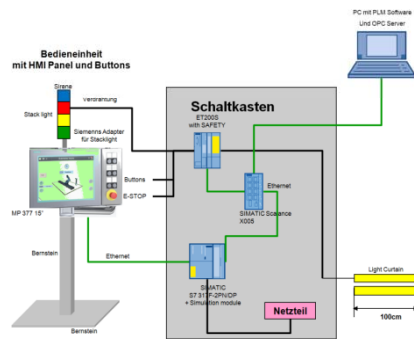 PC mit PLM Software
Und OPC Server
Bedieneinheit
mit HMI Panel und Buttons
Sirene
Verdrahtung
Stack light
Siemenns Adapter
für Stacklight
Schaltkasten
ET200S
with SAFETY
Buttons
E-STOP
MP 377 15"
Ethernet
SIMATIC Scalance
X005
Bernstein
Ethernet
SIMATIC
S7 317F-2PN/DP
+ Simulation module
Light Curtain
Netzteil
100cm
Bernstein